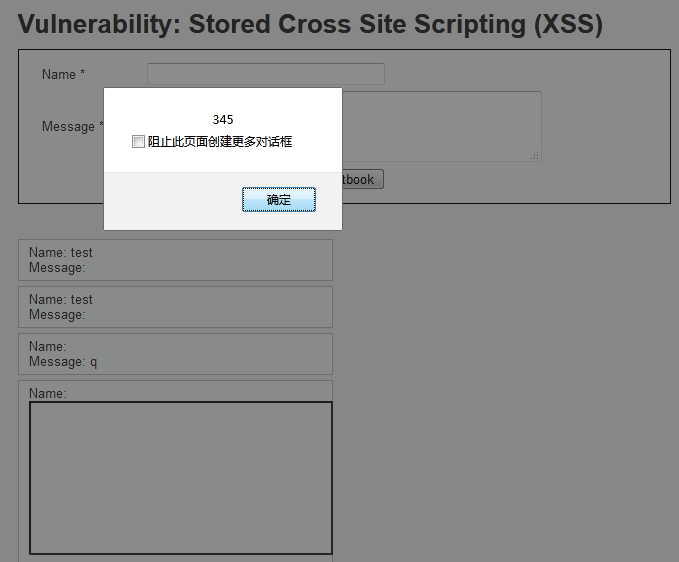 Vulnerability: Stored Cross Site Scripting (XSS)
Name *
345
Message *
阻止此页面创建更多对话框
tbook
确定
Name: test
Message:
Name: test
Message:
Name:
Message: q
Name: